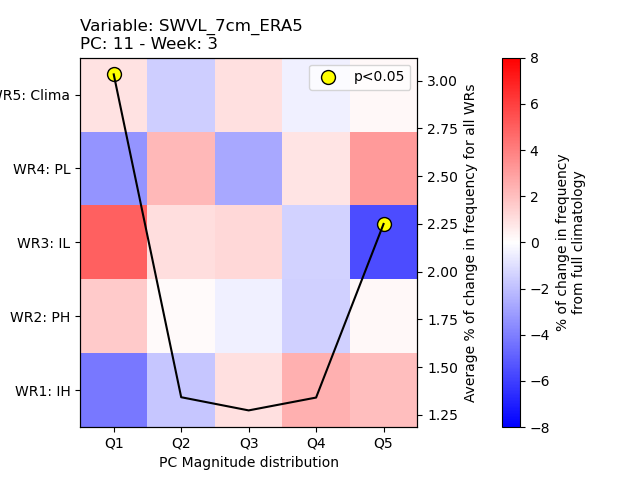 Variable: SWVL_7cm_ERA5
PC: 11 - Week: 3
p<0.05
WR5: Clima
WR4: PL
WR3: IL
WR2: PH
WR1: IH
Q1 Q2 Q3 Q4 Q5
PC Magnitude distribution
3.00
2.75
2.50
2.25
2.00
1.75
1.50
1.25
Average % of change in frequency for all WRs
8
6
4
2
0
−2
−4
−6
−8
% of change in frequency
from full climatology